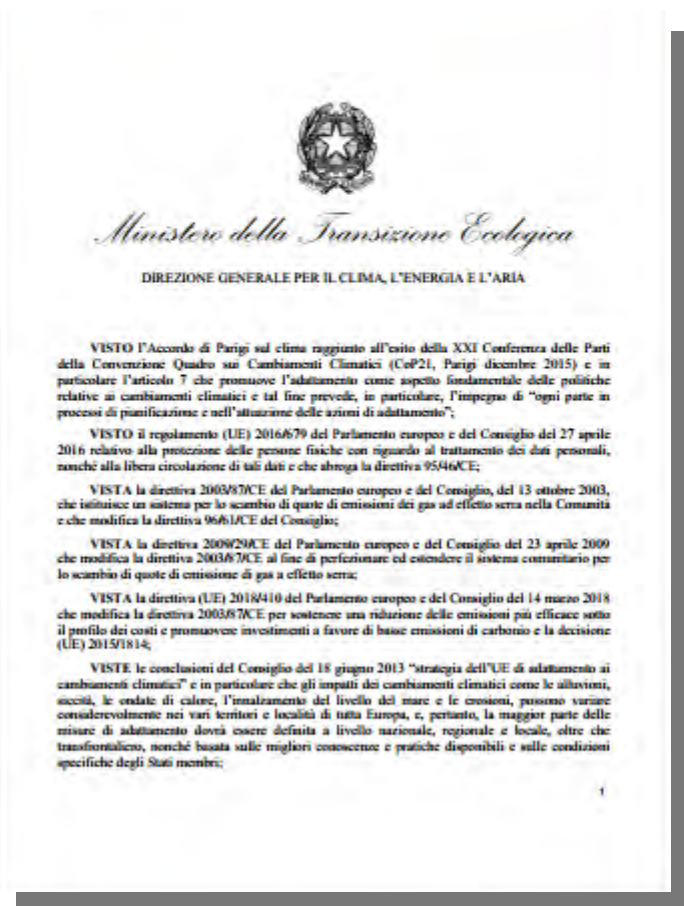 Ministero della Transizione Ecologica
DIREZIONE GENERALE PER IL CLIMA, L'ENERGIA E L'ARIA
VISTO l'Accordo di Parigi sul clima raggiunto all'esito della XXI Conferenza delle Parti
della Convenzione Quadro sui Cambiamenti Climatici (CoP21, Parigi dicembre 2015) e in
particolare l'articolo 7 che promuove l'adattamento come aspetto fondamentale delle politiche
relative ai cambiamenti climatici e tal fine prevede, in particolare, l'impegno di "ogni parte in
processi di pianificazione e nell'attuazione delle azioni di adattamento";
VISTO il regolamento (UE) 2016/679 del Parlamento europeo e del Consiglio del 27 aprile
2016 relativo alla protezione delle persone fisiche con riguardo al trattamento dei dati personali,
nonché alla libera circolazione di tali dati e che abroga la direttiva 95/46/CE;
VISTA la direttiva 2003/87/CE del Parlamento europeo e del Consiglio, del 13 ottobre 2003,
che istituisce un sistema per lo scambio di quote di emissioni dei gas ad effetto serra nella Comunità
e che modifica la direttiva 96/61/CE del Consiglio;
VISTA la direttiva 2009/29/CE del Parlamento europeo e del Consiglio del 23 aprile 2009
che modifica la direttiva 2003/87/CE al fine di perfezionare ed estendere il sistema comunitario per
lo scambio di quote di emissione di gas a effetto serra;
VISTA la direttiva (UE) 2018/410 del Parlamento europeo e del Consiglio del 14 marzo 2018
che modifica la direttiva 2003/87/CE per sostenere una riduzione delle emissioni più efficace sotto
il profilo dei costi e promuovere investimenti a favore di basse emissioni di carbonio e la decisione
(UE) 2015/1814;
VISTE le conclusioni del Consiglio del 18 giugno 2013 "strategia dell'UE di adattamento ai
cambiamenti climatici" e in particolare che gli impatti dei cambiamenti climatici come le alluvioni,
siccità, le ondate di calore, l'innalzamento del livello del mare e le erosioni, possono variare
considerevolmente nei vari territori e località di tutta Europa, e, pertanto, la maggior parte delle
misure di adattamento dovrà essere definita a livello nazionale, regionale e locale, oltre che
transfrontaliero, nonché basata sulle migliori conoscenze e pratiche disponibili e sulle condizioni
specifiche degli Stati membri;
1